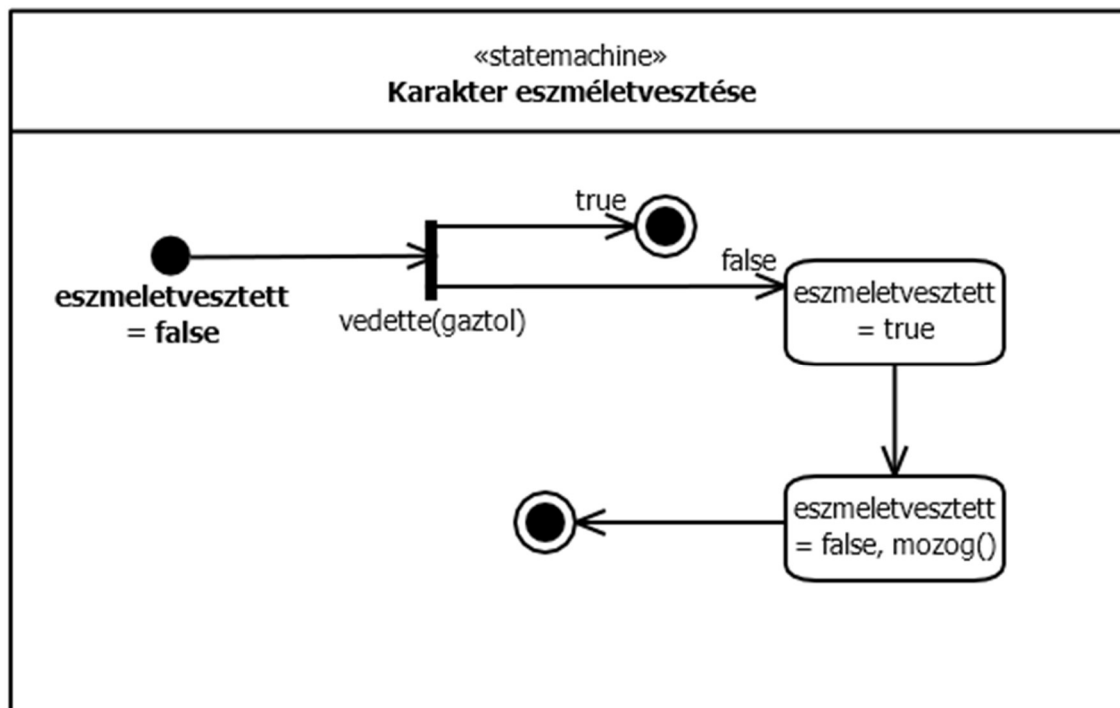 «statemachine»
Karakter eszméletvesztése
true
eszmeletvesztett
= false
vedette(gaztol)
false
eszmeletvesztett
= true
eszmeletvesztett
= false, mozog()